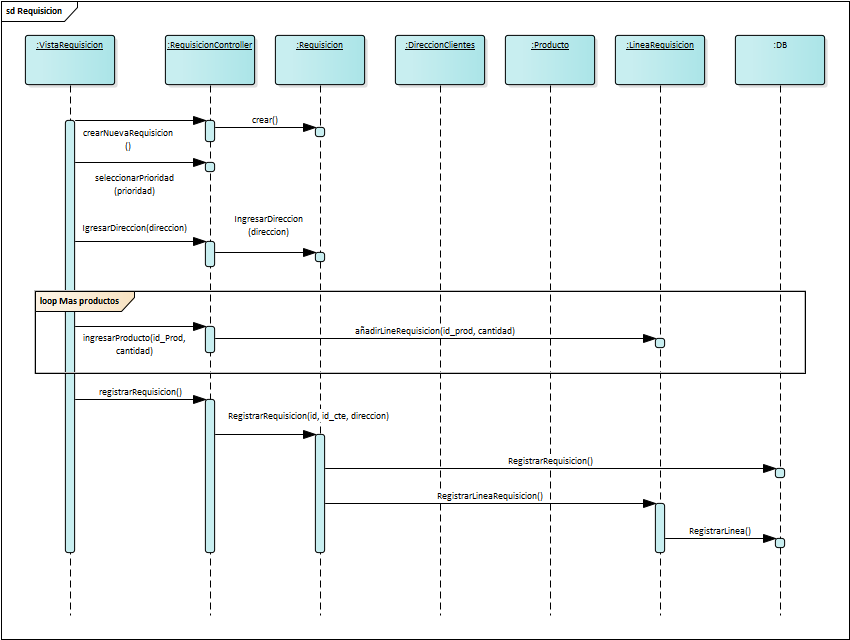 sd Requisicion
:VistaRequisicion
:RequisicionController
:Requisicion
:DireccionClientes
:Producto
:LineaRequisicion
:DB
crearNuevaRequisicion
()
crear()
seleccionarPrioridad
(prioridad)
IgresarDireccion(direccion)
IngresarDireccion
(direccion)
loop Mas productos
ingresarProducto(id_Prod,
cantidad)
añadirLineRequisicion(id_prod, cantidad)
registrarRequisicion()
RegistrarRequisicion(id, id_cte, direccion)
RegistrarRequisicion()
RegistrarLineaRequisicion()
RegistrarLinea()